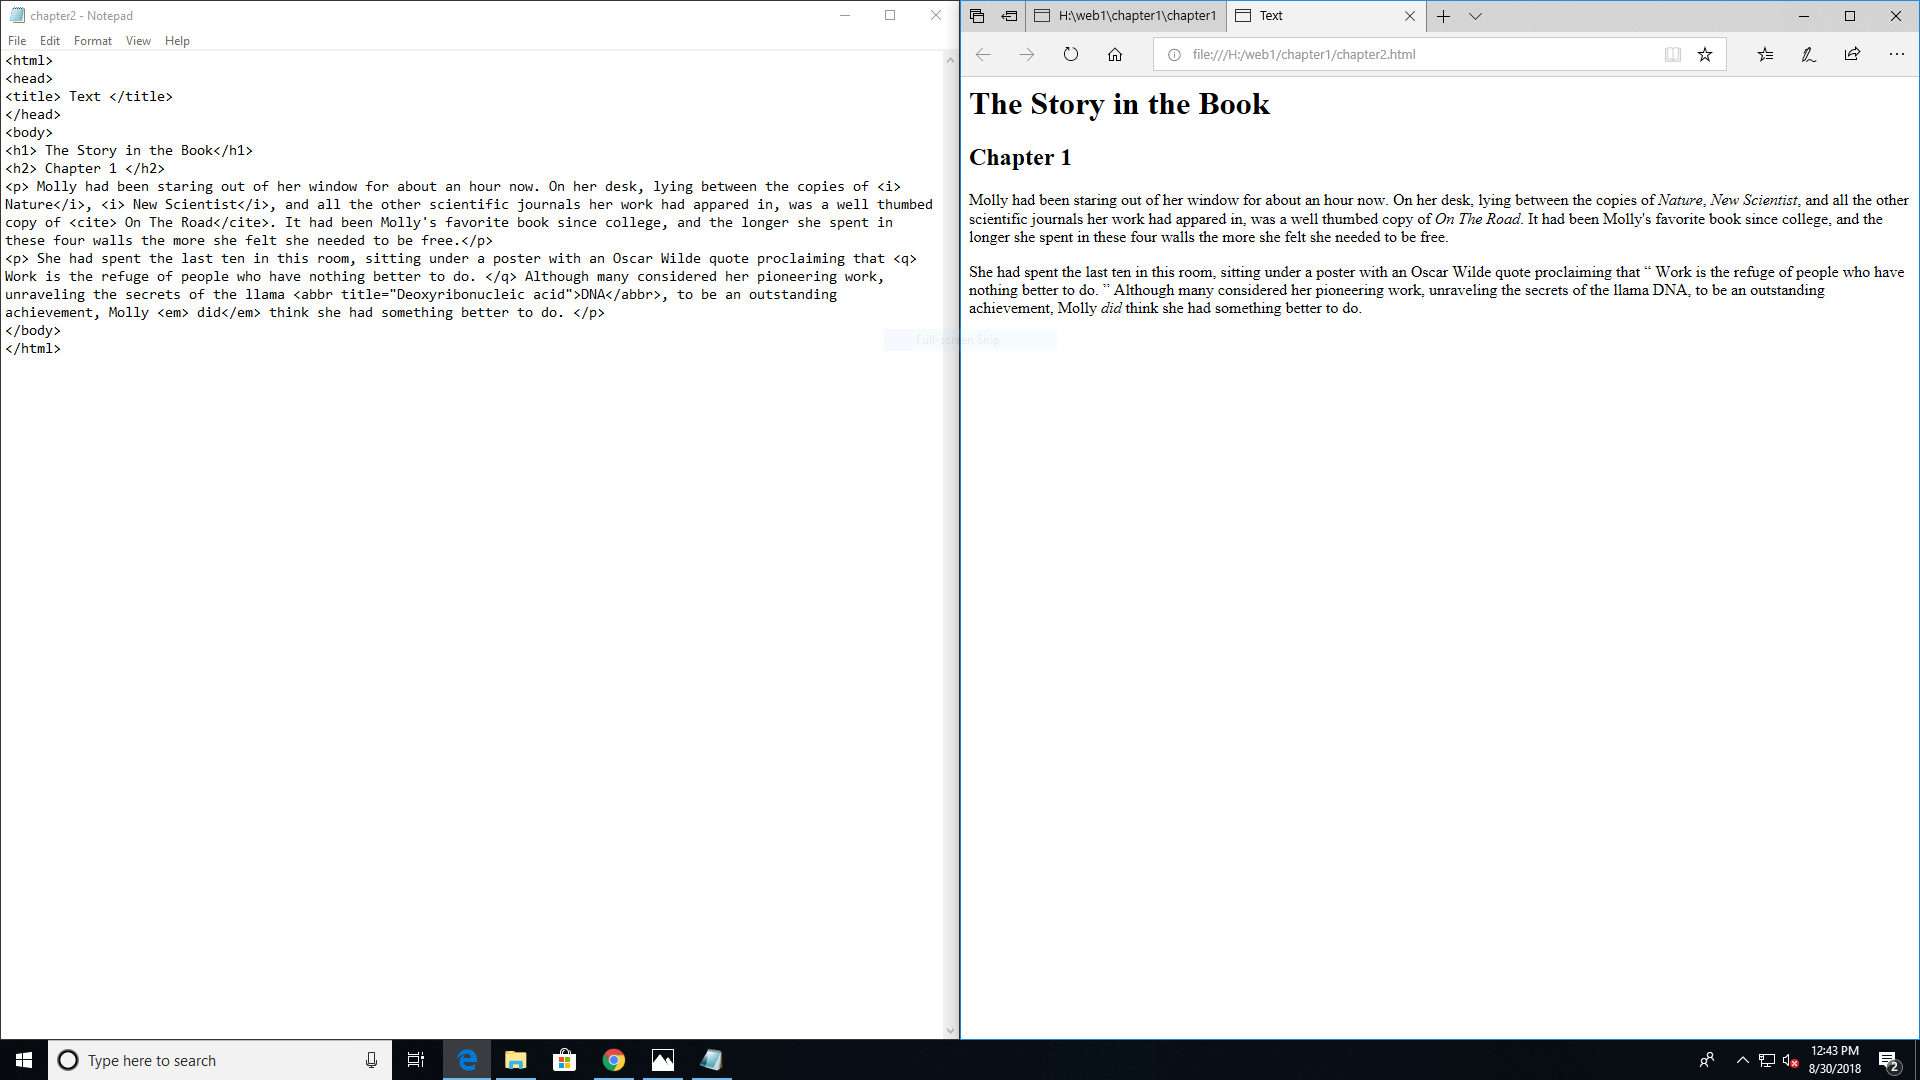 chapter2 - Notepad
File Edit Format View Help
<html>
<head>
<title> Text </title>
</head>
<body>
<h1> The Story in the Book</h1>
<h2> Chapter 1 </h2>
<p> Molly had been staring out of her window for about an hour now. On her desk, lying between the copies of <i>
Nature</i>, <i> New Scientist</i>, and all the other scientific journals her work had appared in, was a well thumbed
copy of <cite> On The Road</cite>. It had been Molly's favorite book since college, and the longer she spent in
these four walls the more she felt she needed to be free.</p>
<p> She had spent the last ten in this room, sitting under a poster with an Oscar Wilde quote proclaiming that <q>
Work is the refuge of people who have nothing better to do. </q> Although many considered her pioneering work,
unraveling the secrets of the llama <abbr title="Deoxyribonucleic acid">DNA</abbr>, to be an outstanding
achievement, Molly <em> did</em> think she had something better to do. </p>
</body>
</html>
H:\web1\chapter1\chapter1
Text
file:///H:/web1/chapter1/chapter2.html
The Story in the Book
Chapter 1
Molly had been staring out of her window for about an hour now. On her desk, lying between the copies of Nature, New Scientist, and all the other
scientific journals her work had appared in, was a well thumbed copy of On The Road. It had been Molly's favorite book since college, and the
longer she spent in these four walls the more she felt she needed to be free.
She had spent the last ten in this room, sitting under a poster with an Oscar Wilde quote proclaiming that “ Work is the refuge of people who have
nothing better to do. ” Although many considered her pioneering work, unraveling the secrets of the llama DNA, to be an outstanding
achievement, Molly did think she had something better to do.
Full-screen Snip
Type here to search
12:43 PM
8/30/2018
2